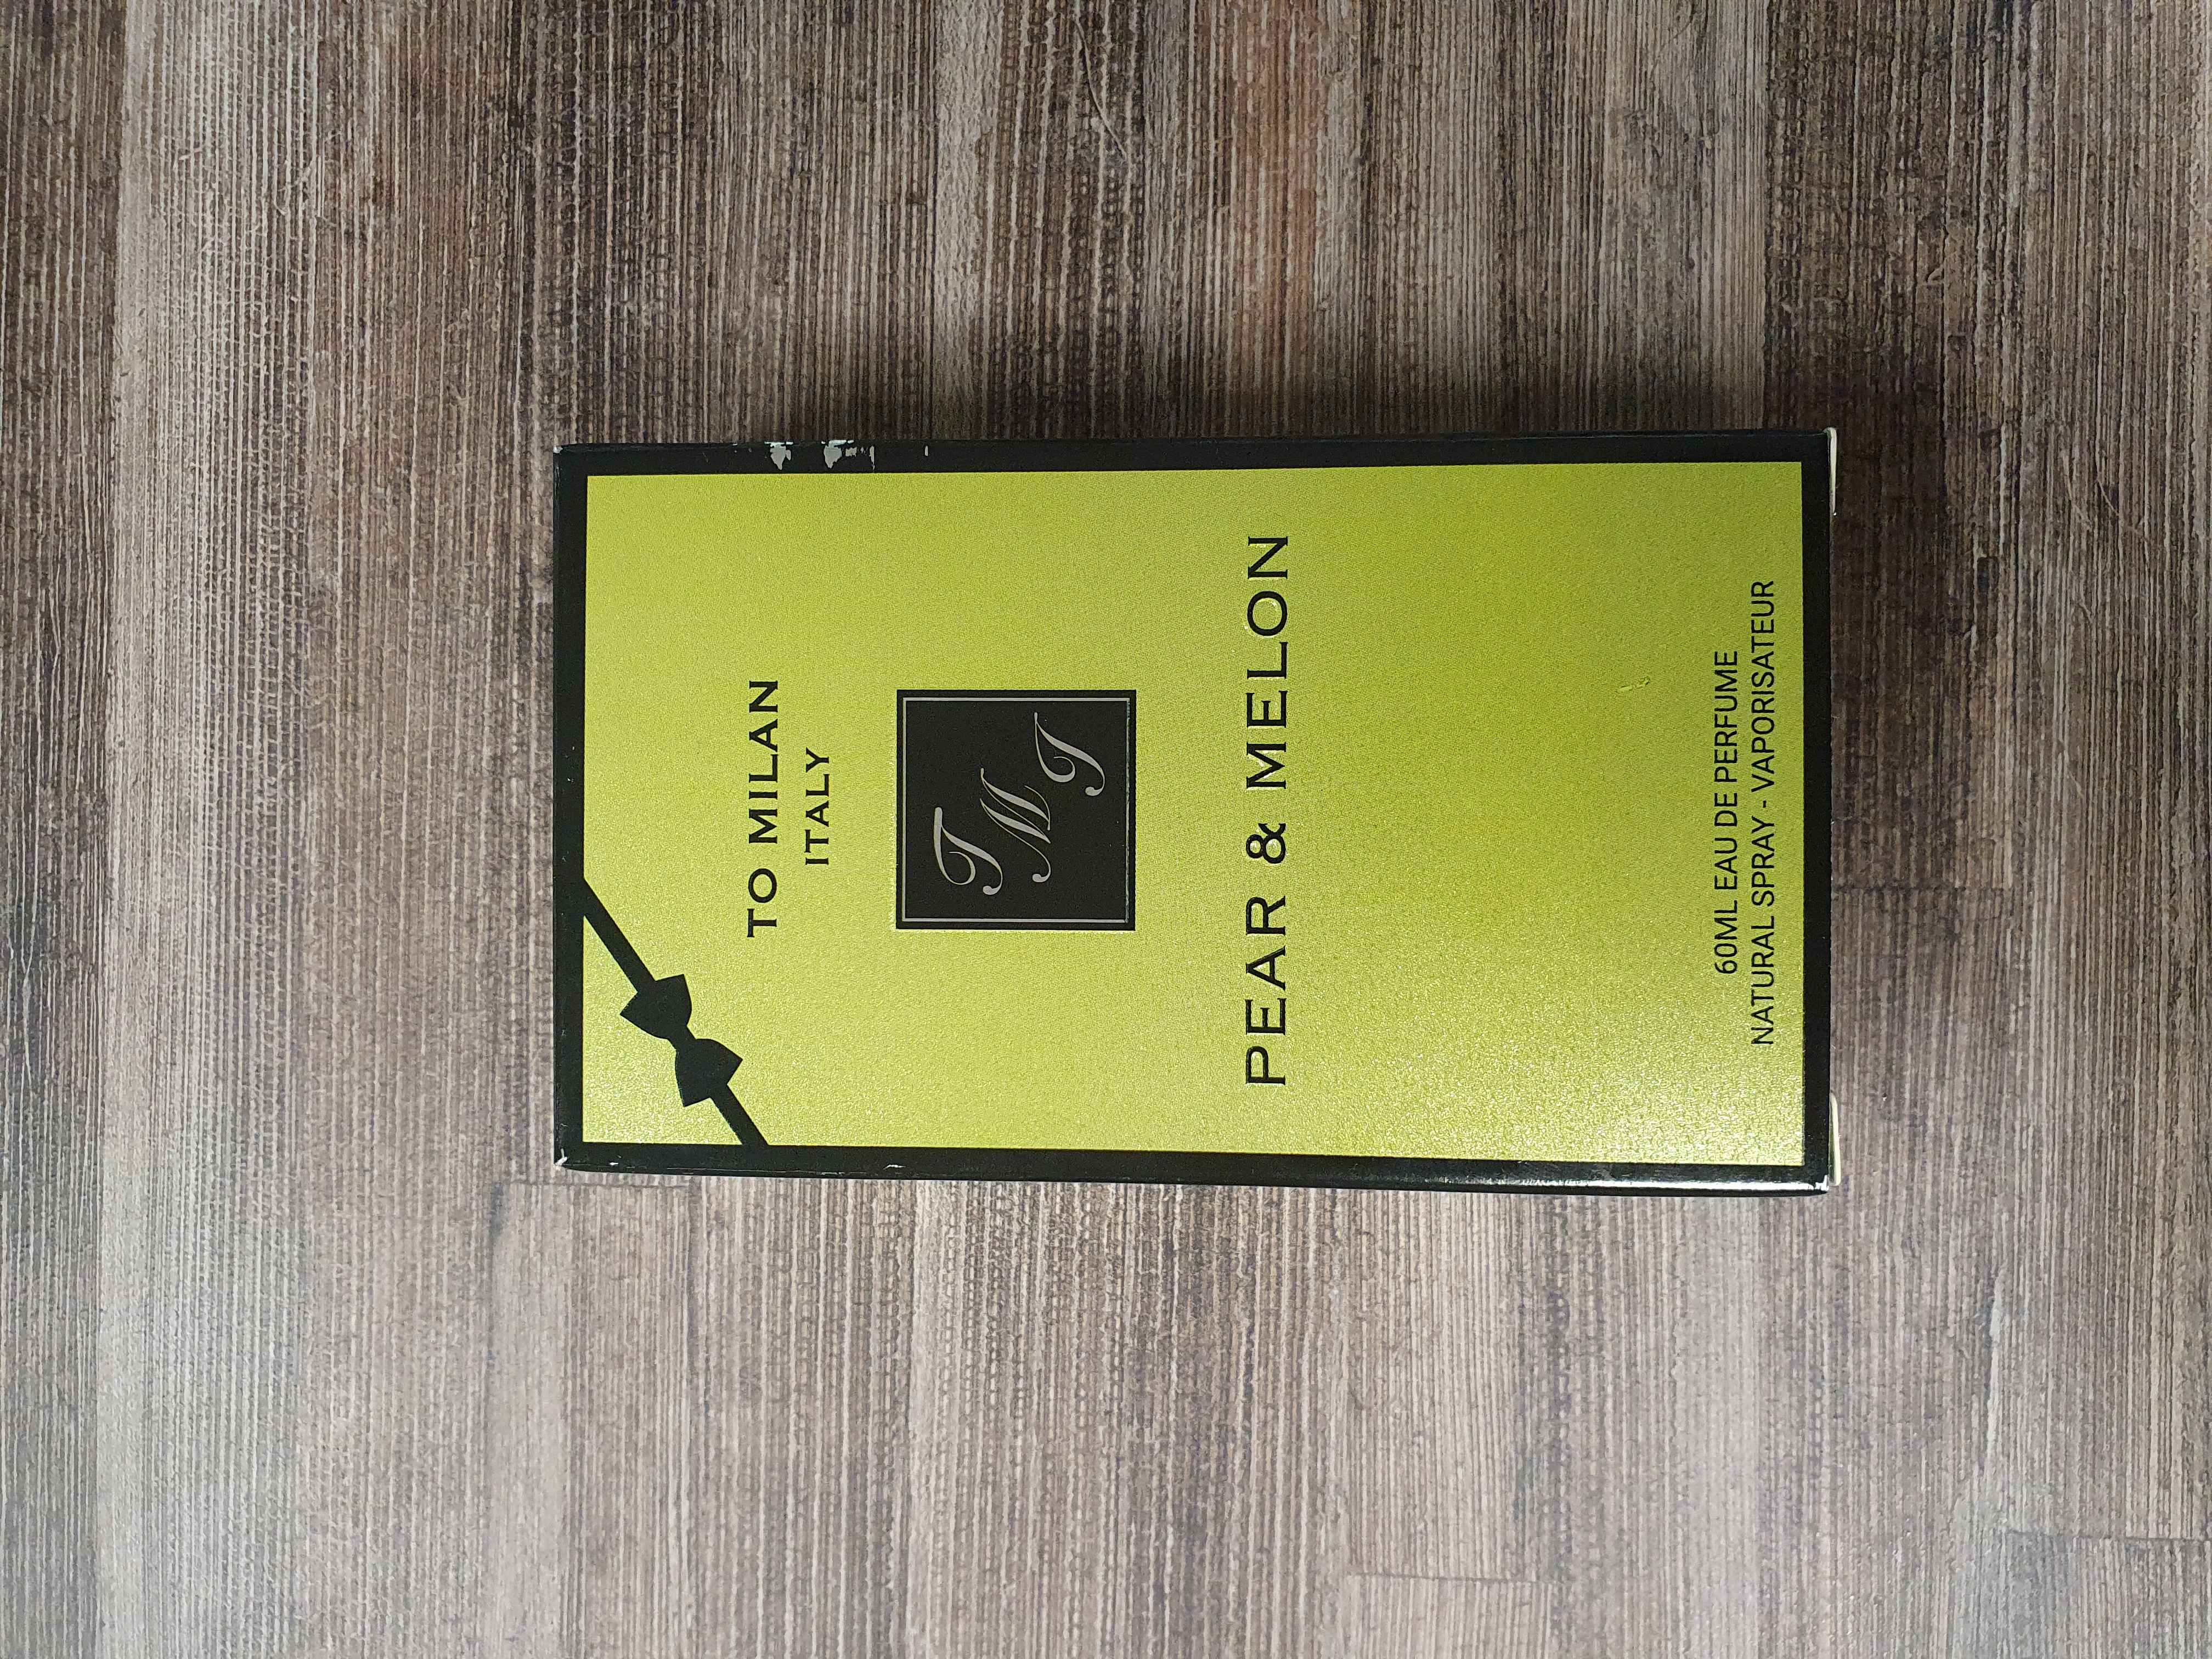 TO MILAN
ITALY
TMI
PEAR & MELON
60ML EAU DE PERFUME
NATURAL SPRAY - VAPORISATEUR